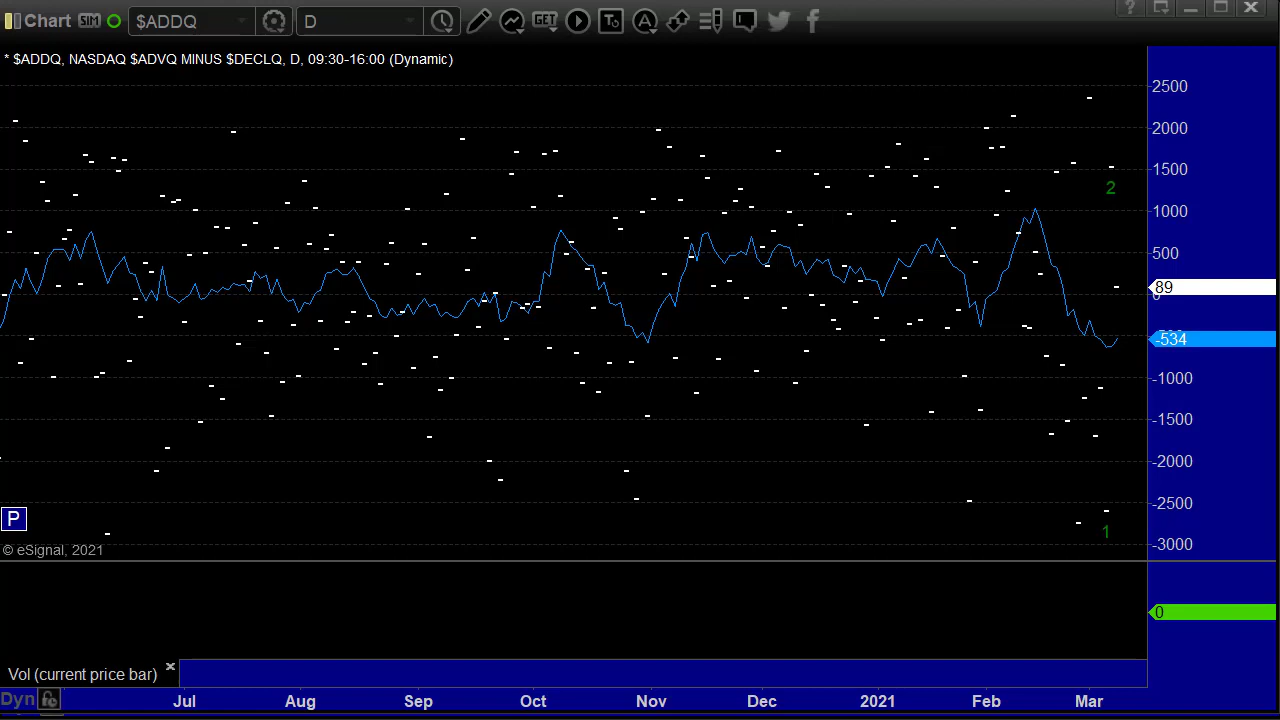 Chart SIM $ADDQ D GET T A ?
* $ADDQ, NASDAQ $ADVQ MINUS $DECLQ, D, 09:30-16:00 (Dynamic)
2500
2000
1500
2
1000
500
89
0
-534
-1000
-1500
-2000
-2500
P
1
© eSignal, 2021
-3000
0
Vol (current price bar) ×
Dyn Jul Aug Sep Oct Nov Dec 2021 Feb Mar